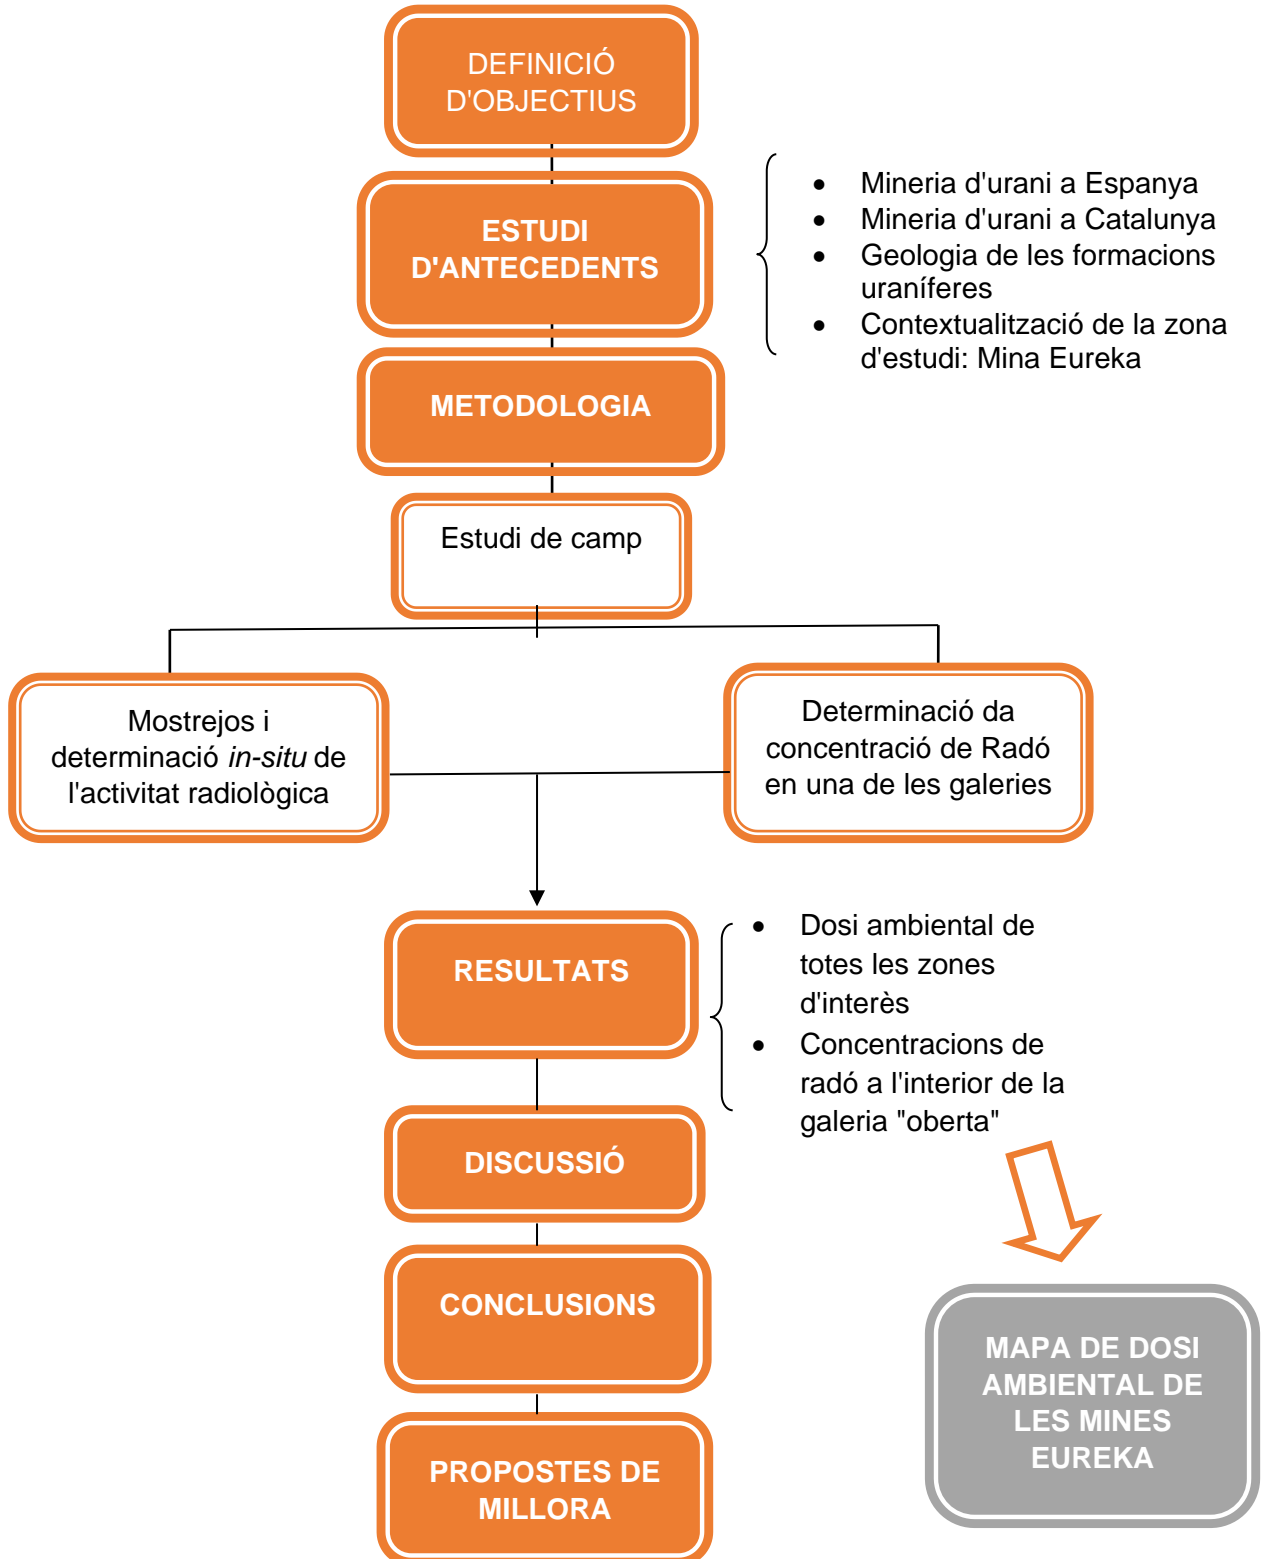 DEFINICIÓ
D'OBJECTIUS
ESTUDI
D'ANTECEDENTS
• Mineria d'urani a Espanya
• Mineria d'urani a Catalunya
• Geologia de les formacions
uraníferes
• Contextualització de la zona
d'estudi: Mina Eureka
METODOLOGIA
Estudi de camp
Mostrejos i
determinació in-situ de
l'activitat radiològica
Determinació da
concentració de Radó
en una de les galeries
RESULTATS
• Dosi ambiental de
totes les zones
d'interès
• Concentracions de
radó a l'interior de la
galeria "oberta"
DISCUSSIÓ
CONCLUSIONS
MAPA DE DOSI
AMBIENTAL DE
LES MINES
EUREKA
PROPOSTES DE
MILLORA